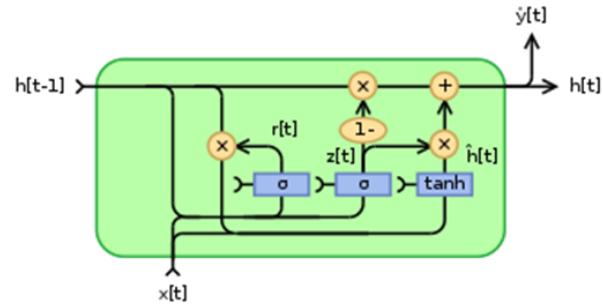 ŷ[t]
h[t-1]
h[t]
×
+
r[t]
1-
×
z[t]
×
ĥ[t]
σ
σ
tanh
x[t]